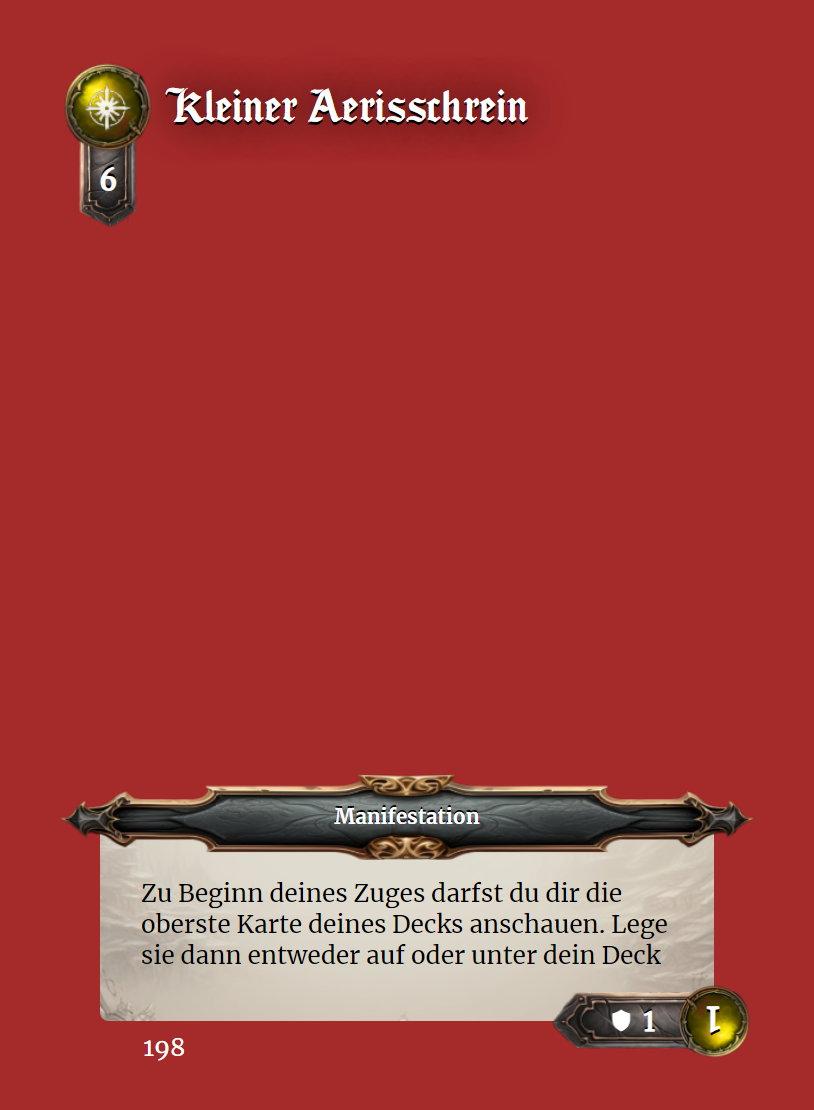 Kleiner Aerisschrein
6
Manifestation
Zu Beginn deines Zuges darfst du dir die
oberste Karte deines Decks anschauen. Lege
sie dann entweder auf oder unter dein Deck
1
1
198